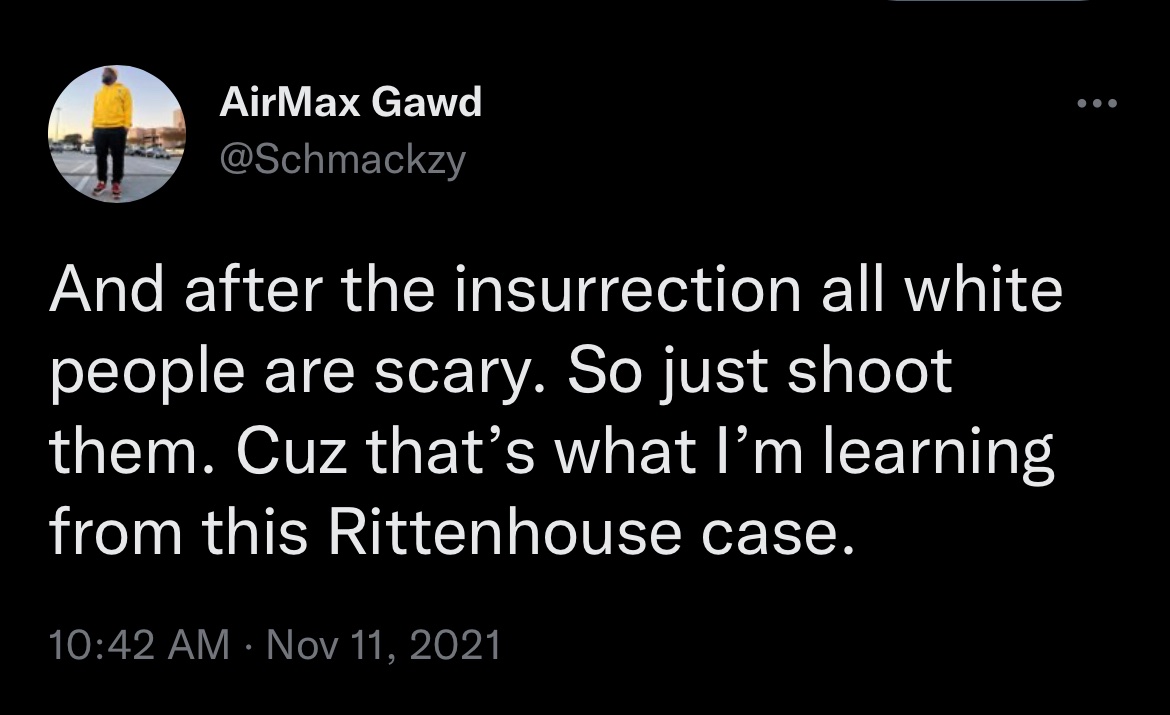 AirMax Gawd
@Schmackzy
And after the insurrection all white
people are scary. So just shoot
them. Cuz that’s what I’m learning
from this Rittenhouse case.
10:42 AM · Nov 11, 2021